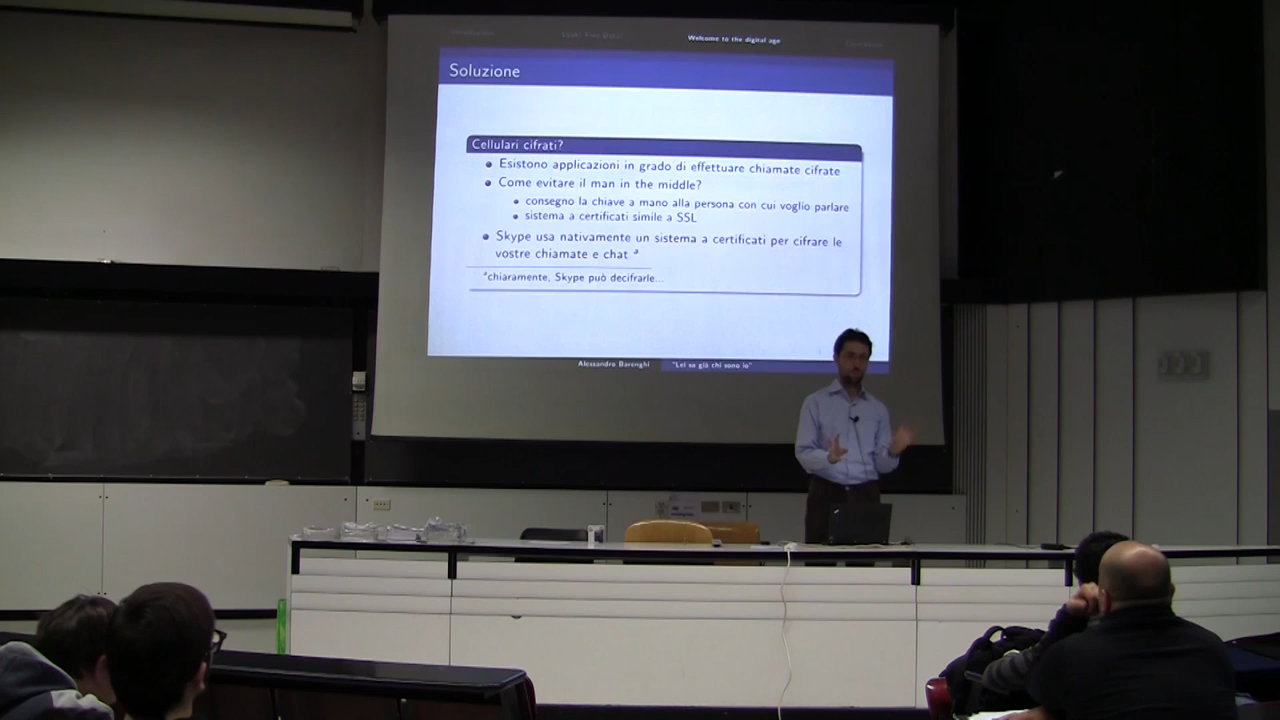 Welcome to the digital age
Soluzione
Cellulari cifrati?
Esistono applicazioni in grado di effettuare chiamate cifrate
Come evitare il man in the middle?
consegno la chiave a mano alla persona con cui voglio parlare
sistema a certificati simile a SSL
Skype usa nativamente un sistema a certificati per cifrare le
vostre chiamate e chat a
a chiaramente, Skype può decifrarle...
Alessandro Barenghi "Lei sa già chi sono io"